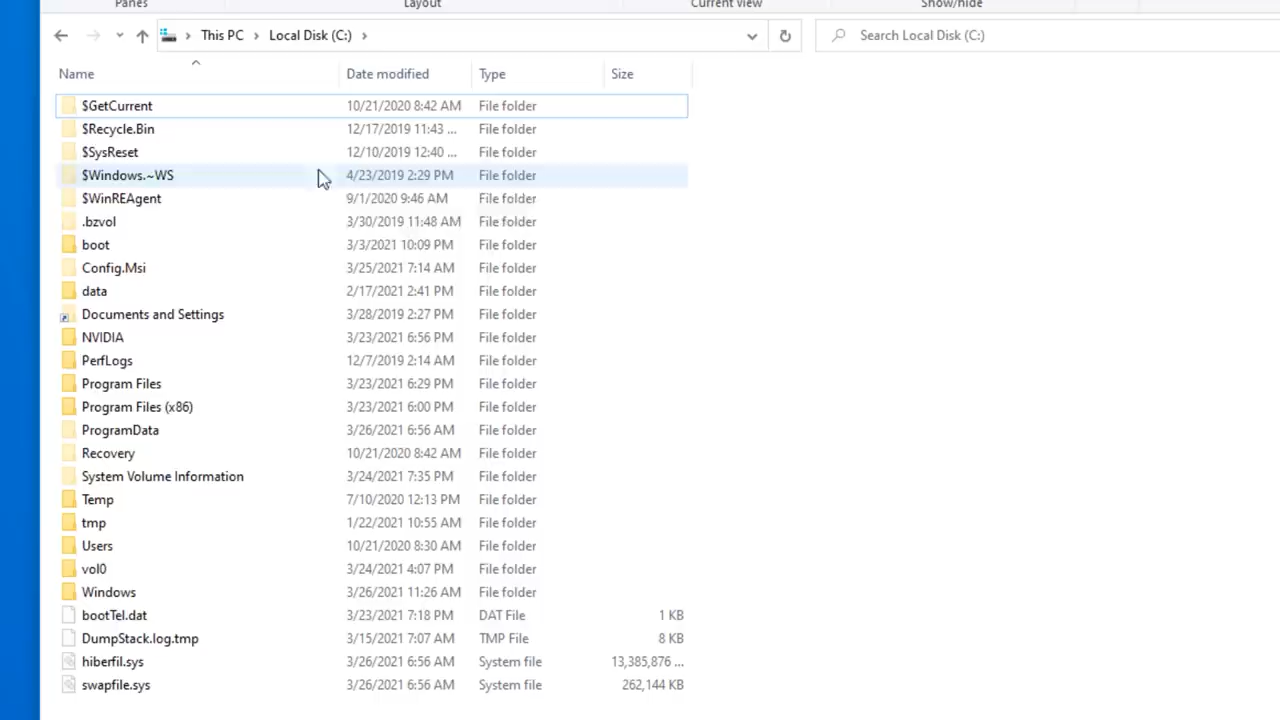 Panes Layout Current view Show/hide
This PC Local Disk (C:) Search Local Disk (C:)
Name Date modified Type Size
$GetCurrent 10/21/2020 8:42 AM File folder
$Recycle.Bin 12/17/2019 11:43 ... File folder
$SysReset 12/10/2019 12:40 ... File folder
$Windows.~WS 4/23/2019 2:29 PM File folder
$WinREAgent 9/1/2020 9:46 AM File folder
.bzvol 3/30/2019 11:48 AM File folder
boot 3/3/2021 10:09 PM File folder
Config.Msi 3/25/2021 7:14 AM File folder
data 2/17/2021 2:41 PM File folder
Documents and Settings 3/28/2019 2:27 PM File folder
NVIDIA 3/23/2021 6:56 PM File folder
PerfLogs 12/7/2019 2:14 AM File folder
Program Files 3/23/2021 6:29 PM File folder
Program Files (x86) 3/23/2021 6:00 PM File folder
ProgramData 3/26/2021 6:56 AM File folder
Recovery 10/21/2020 8:42 AM File folder
System Volume Information 3/24/2021 7:35 PM File folder
Temp 7/10/2020 12:13 PM File folder
tmp 1/22/2021 10:55 AM File folder
Users 10/21/2020 8:30 AM File folder
vol0 3/24/2021 4:07 PM File folder
Windows 3/26/2021 11:26 AM File folder
bootTel.dat 3/23/2021 7:18 PM DAT File 1 KB
DumpStack.log.tmp 3/15/2021 7:07 AM TMP File 8 KB
hiberfil.sys 3/26/2021 6:56 AM System file 13,385,876 ...
swapfile.sys 3/26/2021 6:56 AM System file 262,144 KB